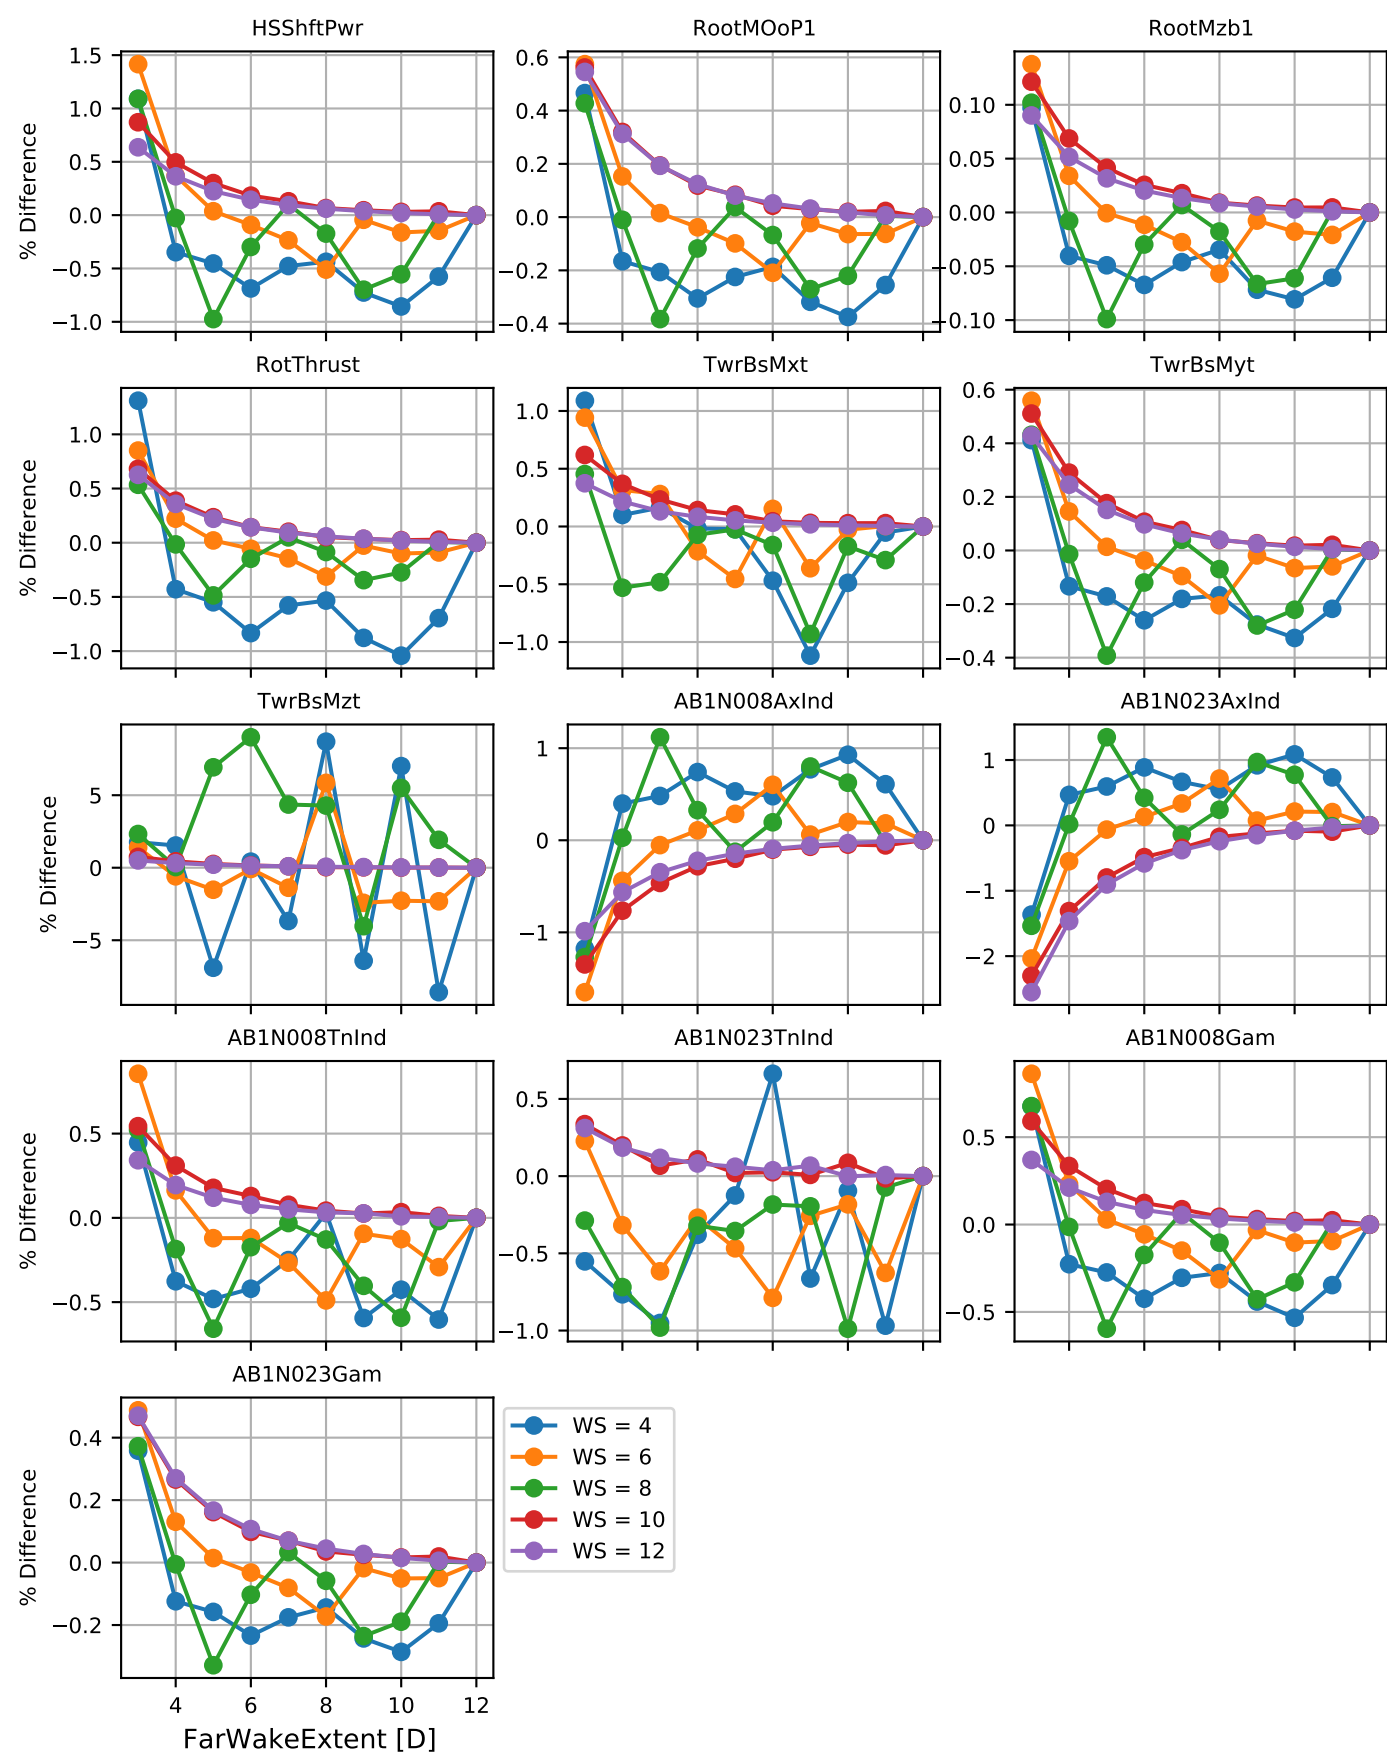 HSShftPwr
RootMOoP1
RootMzb1
% Difference
1.5
1.0
0.5
0.0
−0.5
−1.0
0.6
0.4
0.2
0.0
−0.2
−0.4
0.10
0.05
0.00
−0.05
−0.10
RotThrust
TwrBsMxt
TwrBsMyt
% Difference
1.0
0.5
0.0
−0.5
−1.0
1.0
0.5
0.0
−0.5
−1.0
0.6
0.4
0.2
0.0
−0.2
−0.4
TwrBsMzt
AB1N008AxInd
AB1N023AxInd
% Difference
5
0
−5
1
0
−1
1
0
−1
−2
AB1N008TnInd
AB1N023TnInd
AB1N008Gam
% Difference
0.5
0.0
−0.5
0.5
0.0
−0.5
−1.0
0.5
0.0
−0.5
AB1N023Gam
% Difference
0.4
0.2
0.0
−0.2
4 6 8 10 12
FarWakeExtent [D]
WS = 4
WS = 6
WS = 8
WS = 10
WS = 12